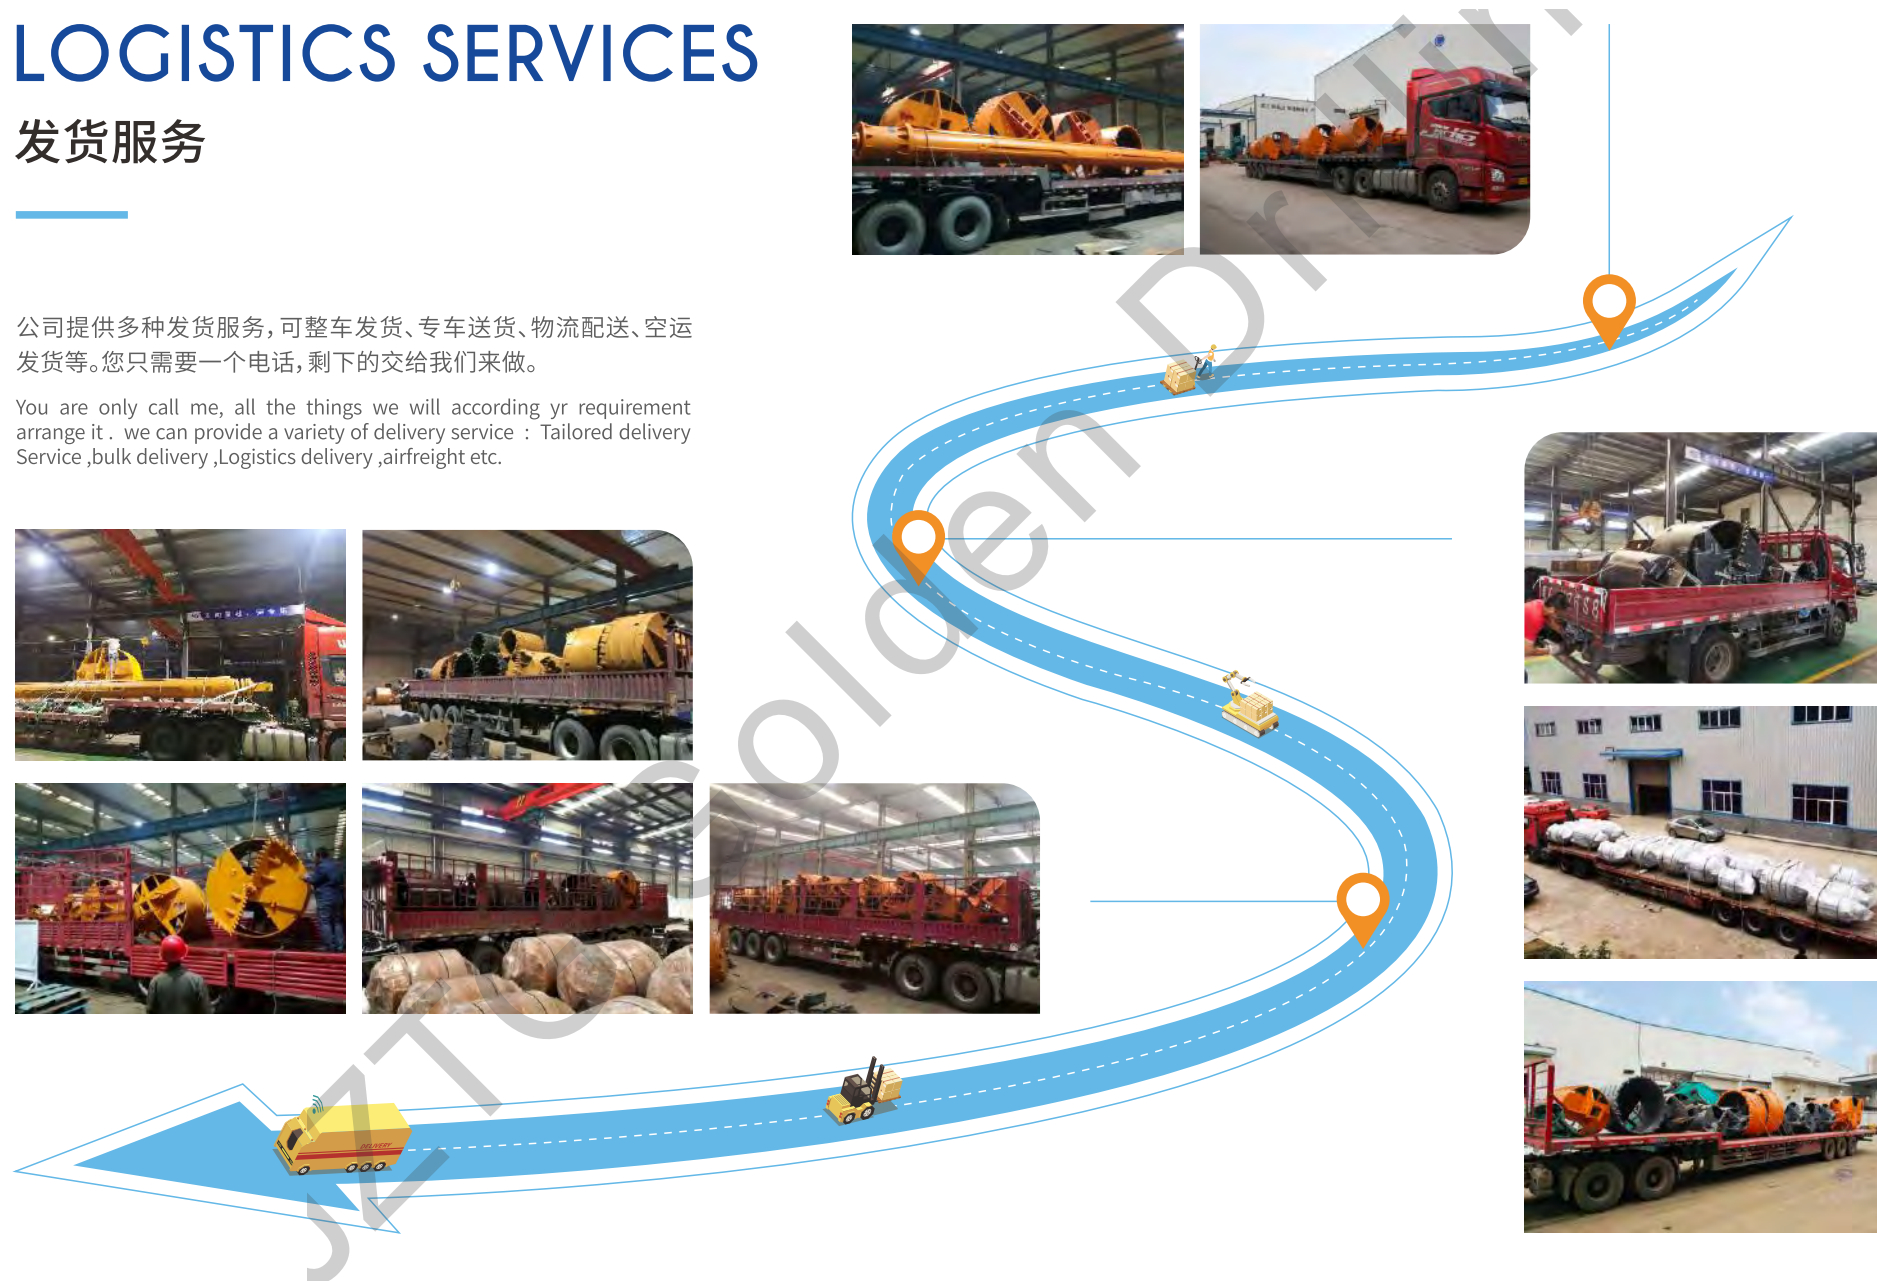 LOGISTICS SERVICES
发货服务
公司提供多种发货服务，可整车发货、专车送货、物流配送、空运
发货等。您只需要一个电话，剩下的交给我们来做。
You are only call me, all the things we will according yr requirement
arrange it . we can provide a variety of delivery service : Tailored delivery
Service ,bulk delivery ,Logistics delivery ,airfreight etc.
DELIVERY
JZTG Golden Drilling